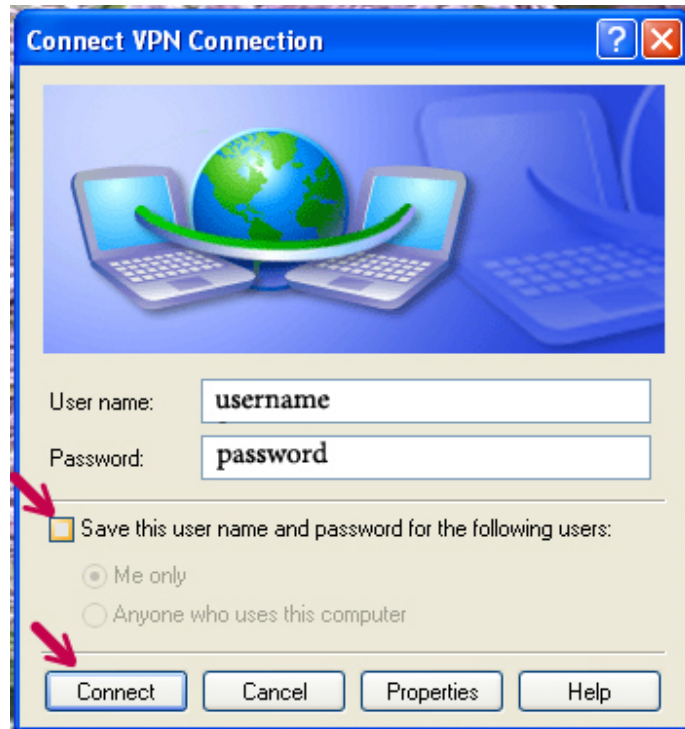 Connect VPN Connection
User name: username
Password: password
Save this user name and password for the following users:
Me only
Anyone who uses this computer
Connect Cancel Properties Help